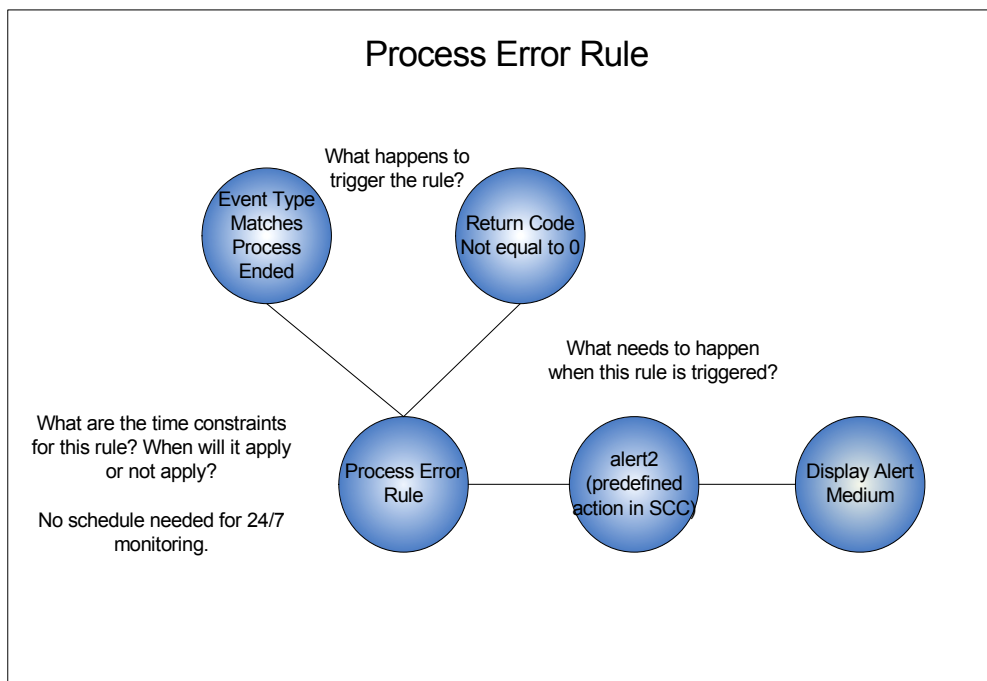 Process Error Rule
What happens to
trigger the rule?
Event Type
Matches
Process
Ended
Return Code
Not equal to 0
What needs to happen
when this rule is triggered?
What are the time constraints
for this rule? When will it apply
or not apply?
No schedule needed for 24/7
monitoring.
Process Error
Rule
alert2
(predefined
action in SCC)
Display Alert
Medium